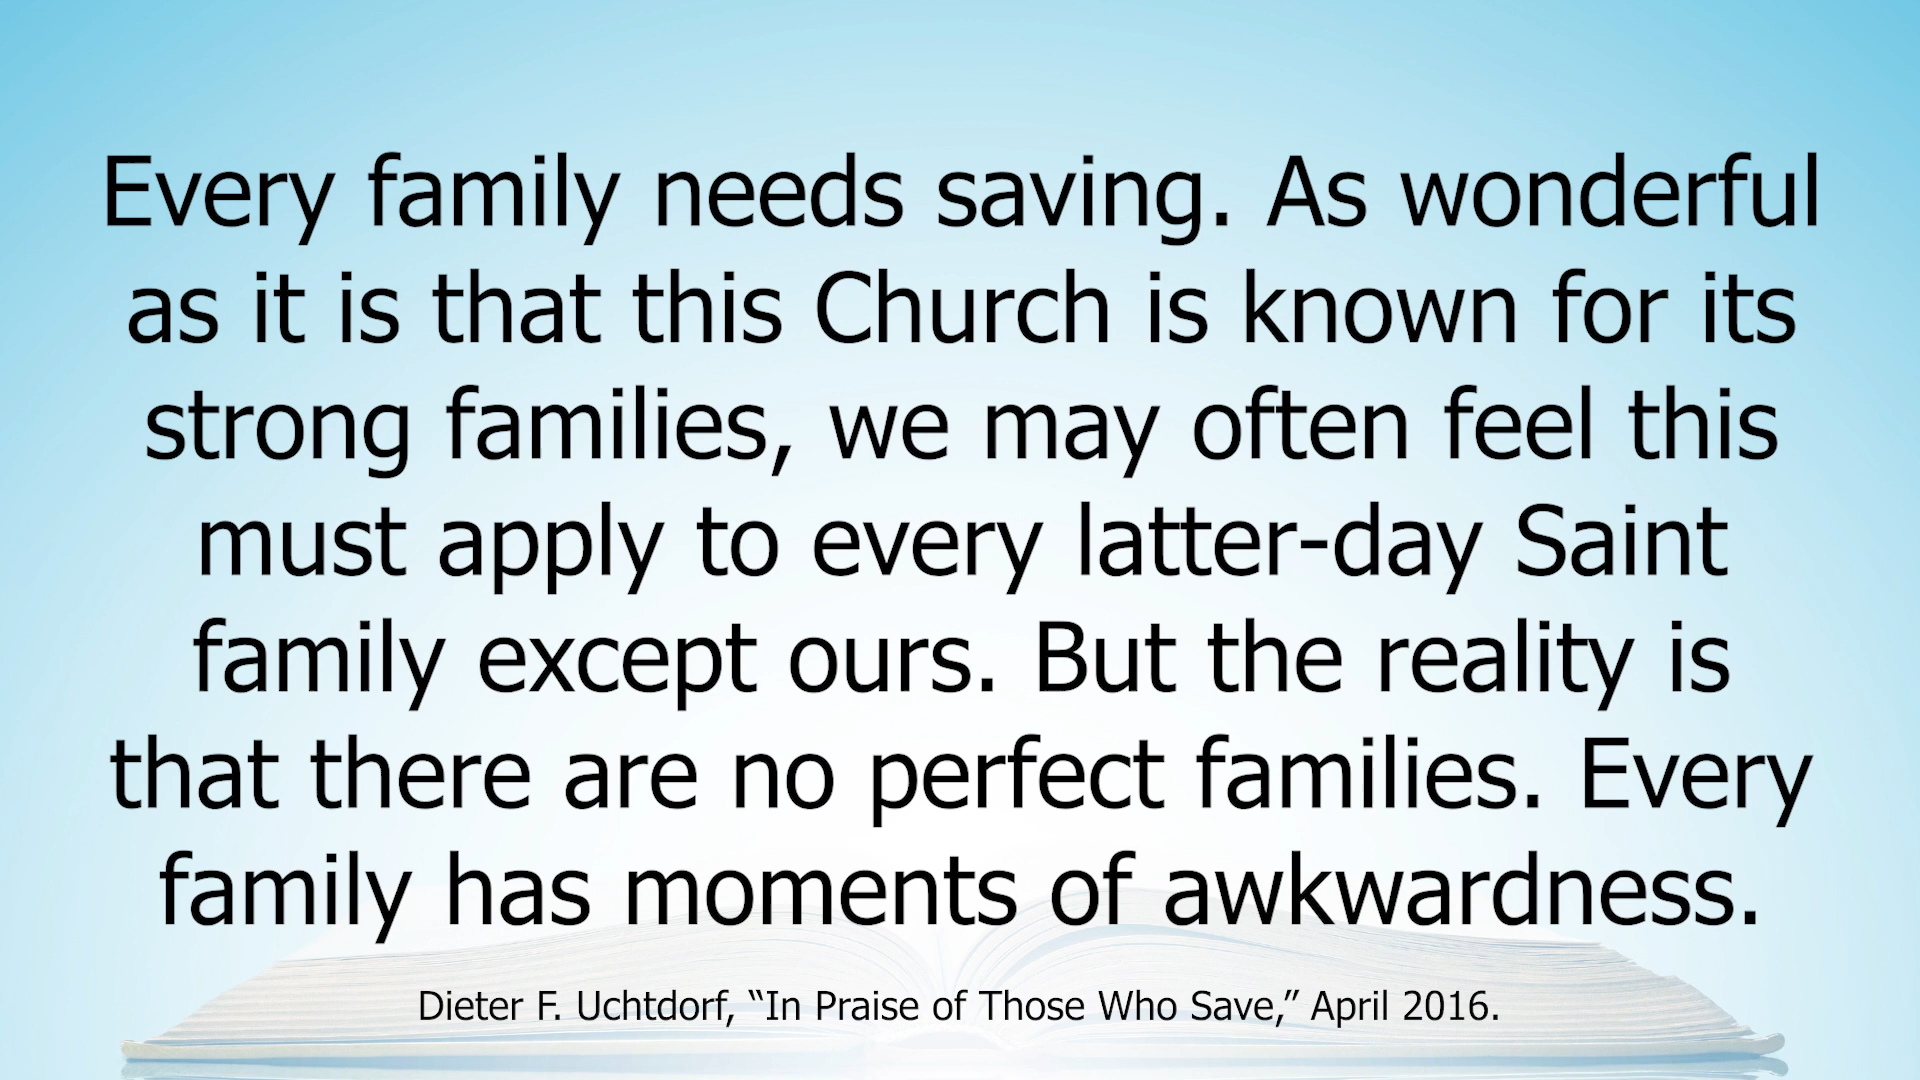 Every family needs saving. As wonderful
as it is that this Church is known for its
strong families, we may often feel this
must apply to every latter-day Saint
family except ours. But the reality is
that there are no perfect families. Every
family has moments of awkwardness.
Dieter F. Uchtdorf, “In Praise of Those Who Save,” April 2016.